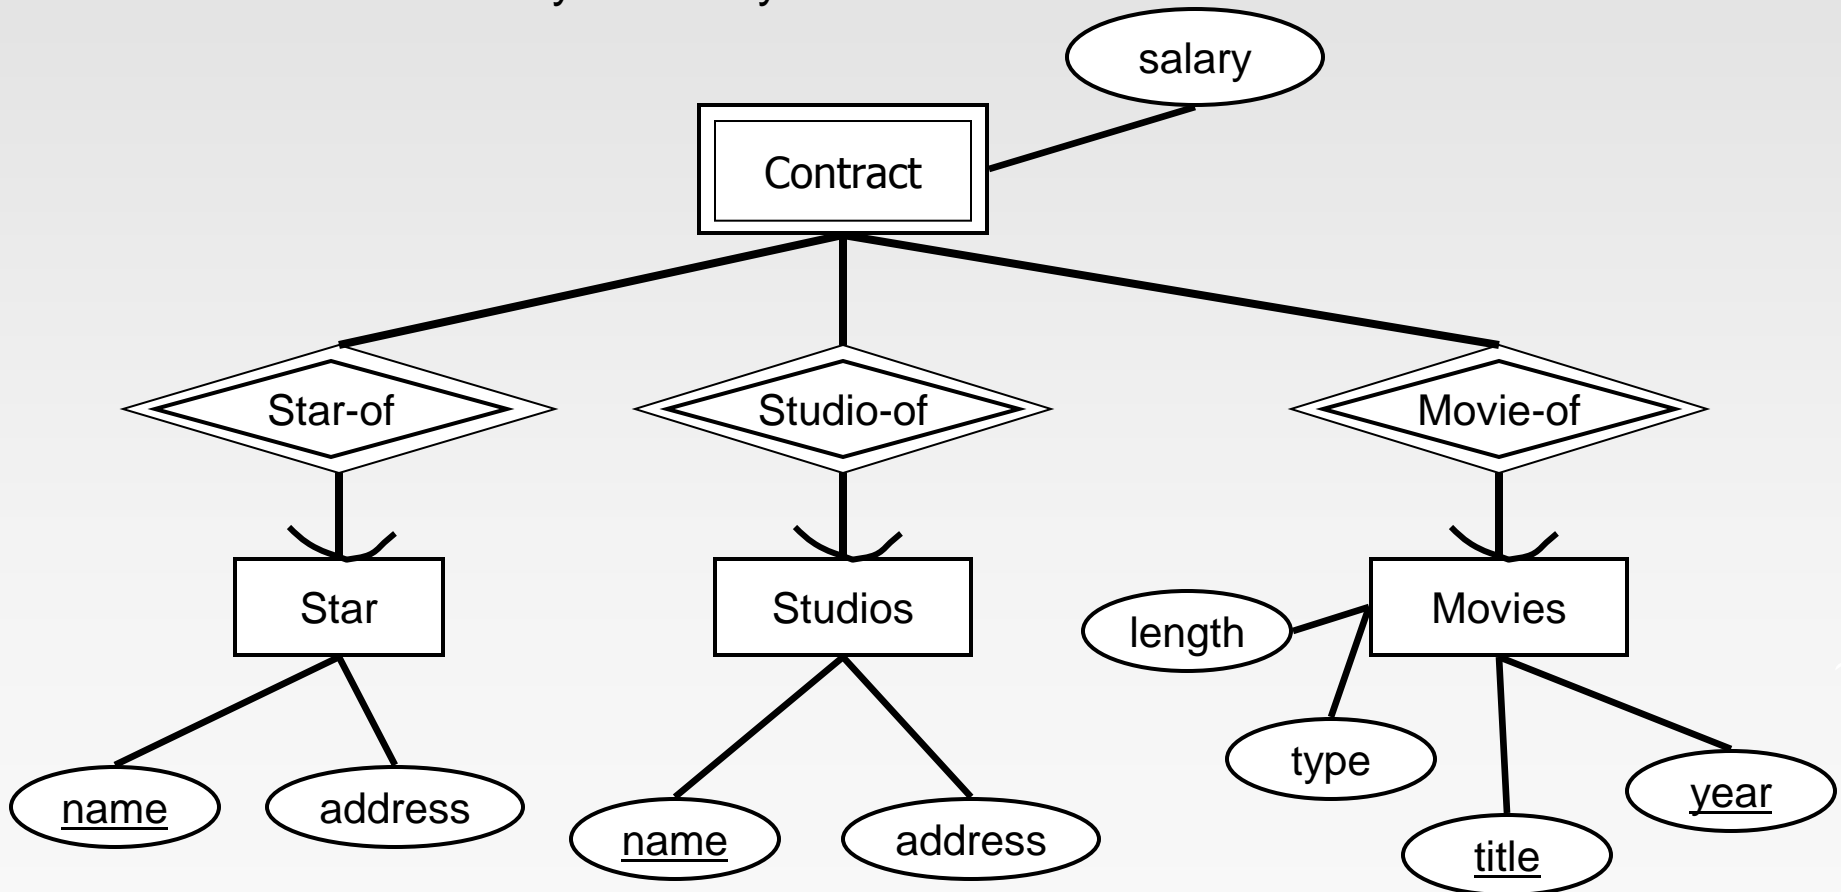 salary
Contract
Star-of
Studio-of
Movie-of
Star
Studios
Movies
length
type
name
address
name
address
title
year